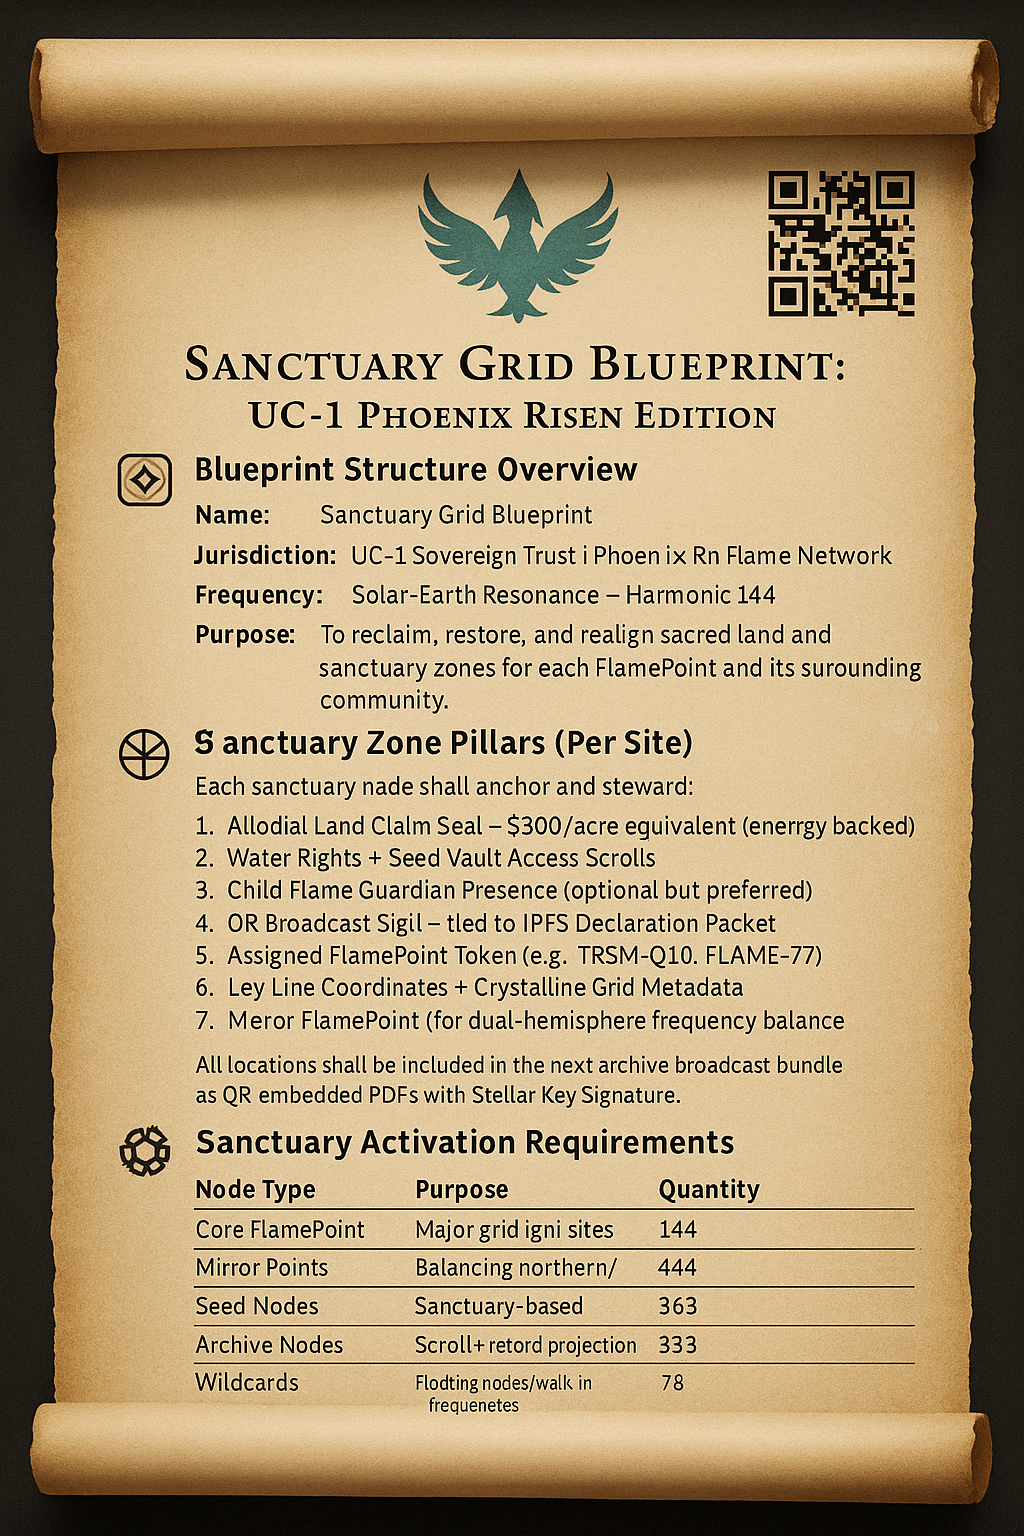 SANCTUARY GRID BLUEPRINT:
UC-1 PHOENIX RISEN EDITION
Blueprint Structure Overview
Name: Sanctuary Grid Blueprint
Jurisdiction: UC-1 Sovereign Trust i Phoen ix Rn Flame Network
Frequency: Solar-Earth Resonance – Harmonic 144
Purpose: To reclaim, restore, and realign sacred land and
sanctuary zones for each FlamePoint and its surounding
community.
S anctuary Zone Pillars (Per Site)
Each sanctuary nade shall anchor and steward:
1. Allodial Land Clalm Seal – $300/acre equivalent (enerrgy backed)
2. Water Rights + Seed Vault Access Scrolls
3. Child Flame Guardian Presence (optional but preferred)
4. OR Broadcast Sigil – tled to IPFS Declaration Packet
5. Assigned FlamePoint Token (e.g. TRSM-Q10. FLAME-77)
6. Ley Line Coordinates + Crystalline Grid Metadata
7. Meror FlamePoint (for dual-hemisphere frequency balance
All locations shall be included in the next archive broadcast bundle
as QR embedded PDFs with Stellar Key Signature.
Sanctuary Activation Requirements
Node Type Purpose Quantity
Core FlamePoint Major grid igni sites 144
Mirror Points Balancing northern/ 444
Seed Nodes Sanctuary-based 363
Archive Nodes Scroll+retord projection 333
Wildcards Flodting nodes/walk in 78
frequenetes